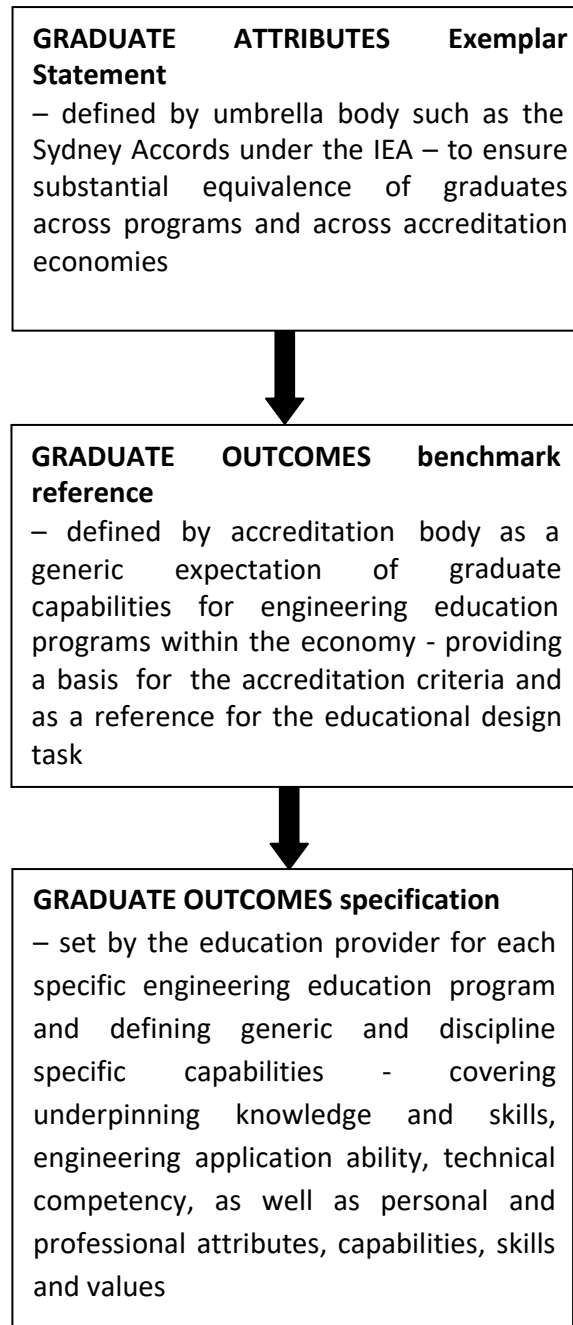 GRADUATE ATTRIBUTES Exemplar
Statement
– defined by umbrella body such as the
Sydney Accords under the IEA – to ensure
substantial equivalence of graduates
across programs and across accreditation
economies
GRADUATE OUTCOMES benchmark
reference
– defined by accreditation body as a
generic expectation of graduate
capabilities for engineering education
programs within the economy - providing
a basis for the accreditation criteria and
as a reference for the educational design
task
GRADUATE OUTCOMES specification
– set by the education provider for each
specific engineering education program
and defining generic and discipline
specific capabilities - covering
underpinning knowledge and skills,
engineering application ability, technical
competency, as well as personal and
professional attributes, capabilities, skills
and values